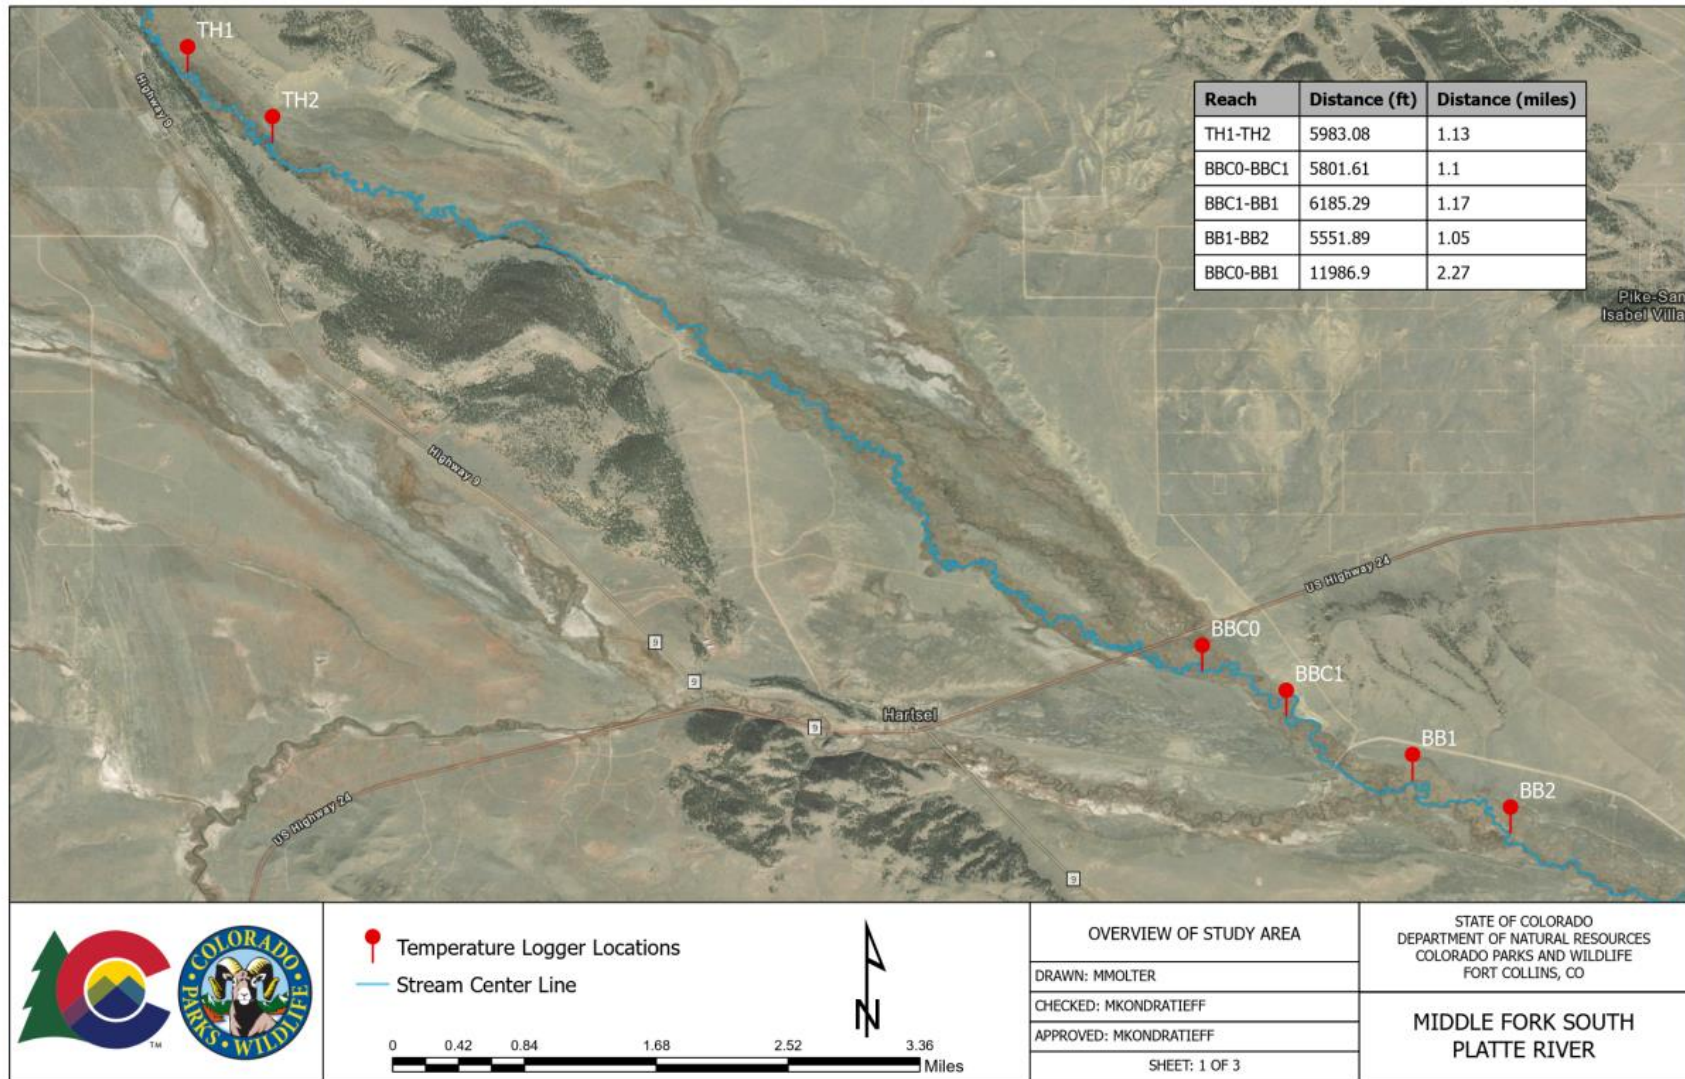 TH1
TH2
Highway 9
Reach Distance (ft) Distance (miles)
TH1-TH2 5983.08 1.13
BBC0-BBC1 5801.61 1.1
BBC1-BB1 6185.29 1.17
BB1-BB2 5551.89 1.05
BBC0-BB1 11986.9 2.27
Pike-San
Isabel Villa
Highway 9
US Highway 24
BBC0
9
BBC1
9
Hartsel
9
BB1
BB2
US Highway 24
9
COLORADO
PARKS • WILDLIFE
TM
Temperature Logger Locations
Stream Center Line
N
0 0.42 0.84 1.68 2.52 3.36
Miles
OVERVIEW OF STUDY AREA
DRAWN: MMOLTER
CHECKED: MKONDRATIEFF
APPROVED: MKONDRATIEFF
SHEET: 1 OF 3
STATE OF COLORADO
DEPARTMENT OF NATURAL RESOURCES
COLORADO PARKS AND WILDLIFE
FORT COLLINS, CO
MIDDLE FORK SOUTH
PLATTE RIVER